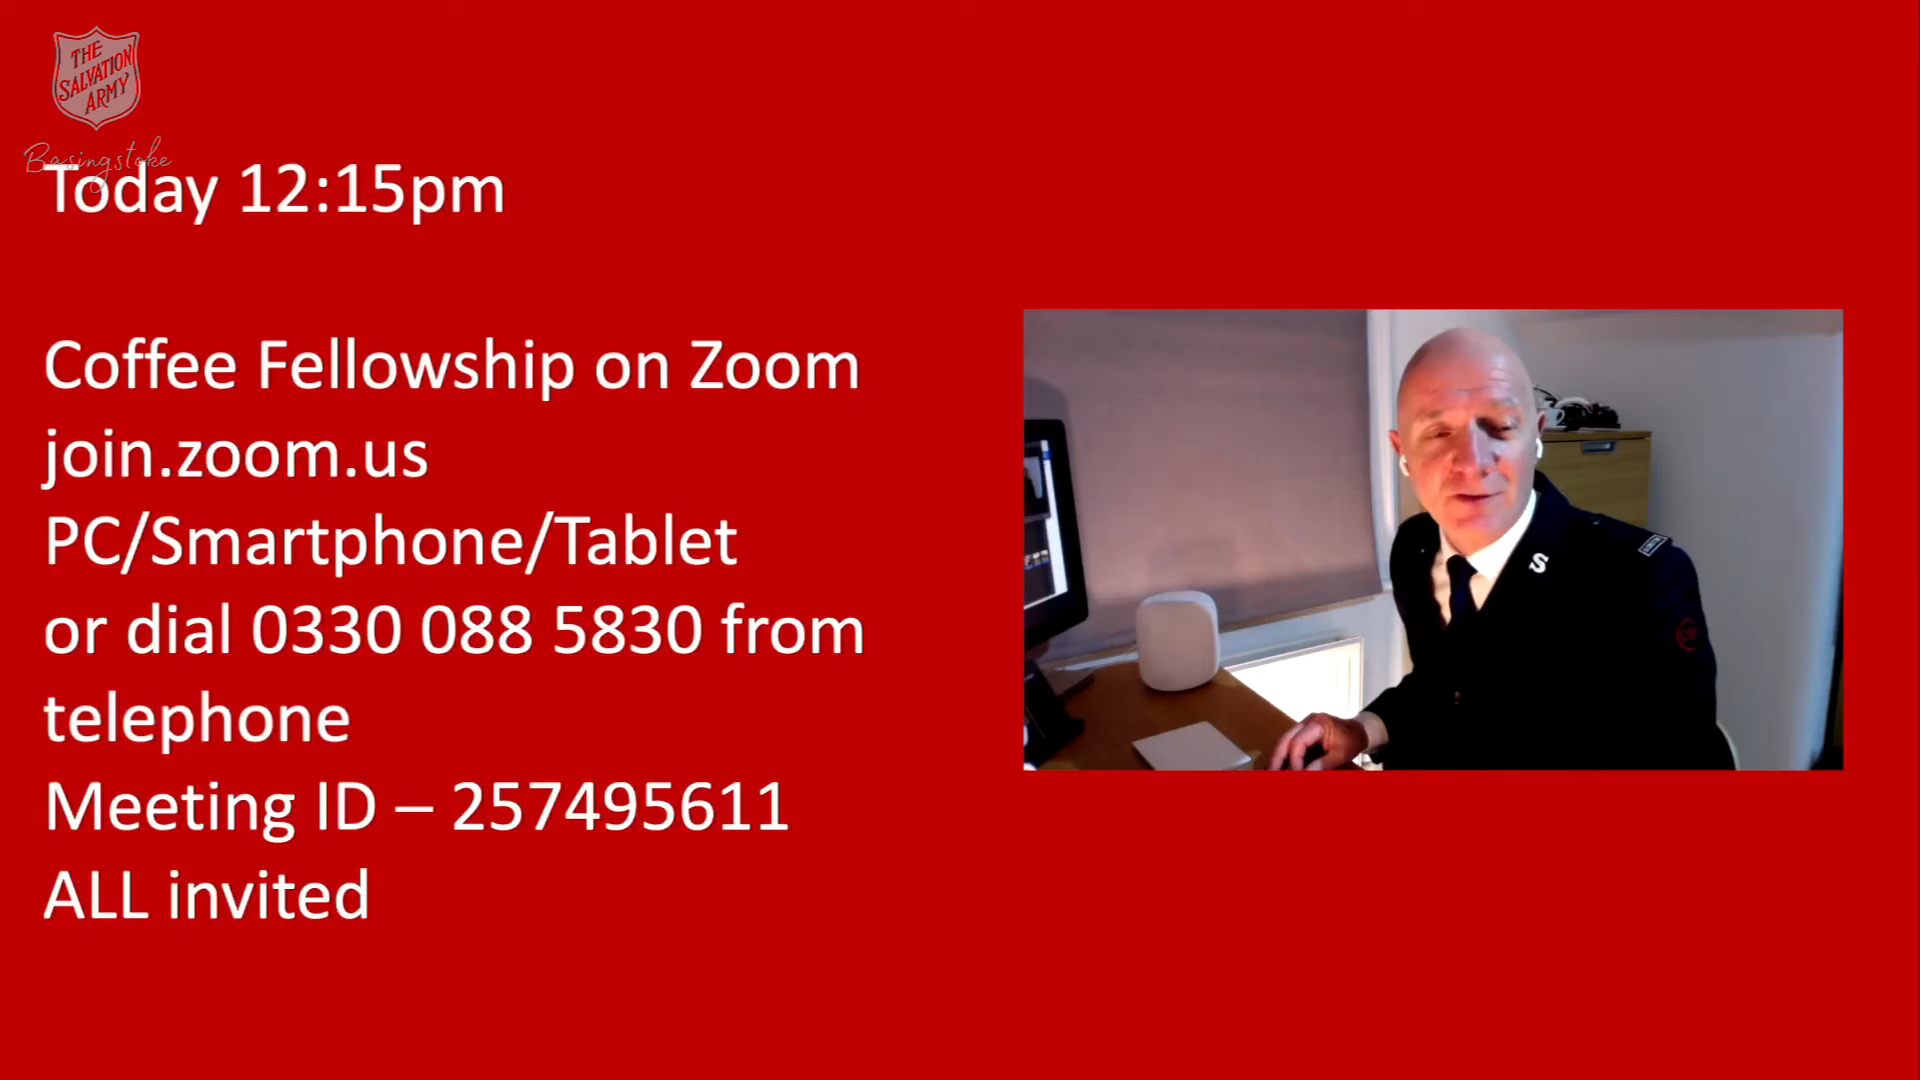 THE
SALVATION
ARMY
Basingstoke
Today 12:15pm
Coffee Fellowship on Zoom
join.zoom.us
PC/Smartphone/Tablet
or dial 0330 088 5830 from
telephone
Meeting ID – 257495611
ALL invited
S